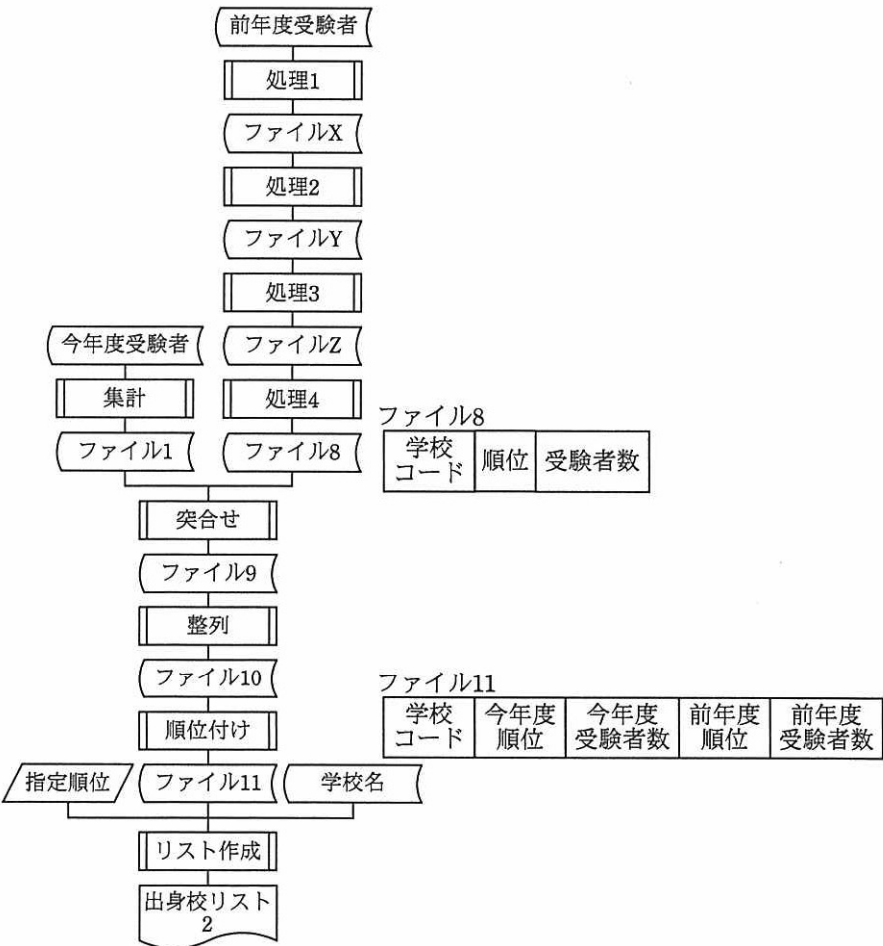 前年度受験者
処理1
ファイルX
処理2
ファイルY
処理3
今年度受験者
ファイルZ
集計
処理4
ファイル1
ファイル8
ファイル8
学校
コード
順位
受験者数
突合せ
ファイル9
整列
ファイル10
順位付け
ファイル11
学校
コード
今年度
順位
今年度
受験者数
前年度
順位
前年度
受験者数
指定順位
ファイル11
学校名
リスト作成
出身校リスト
2